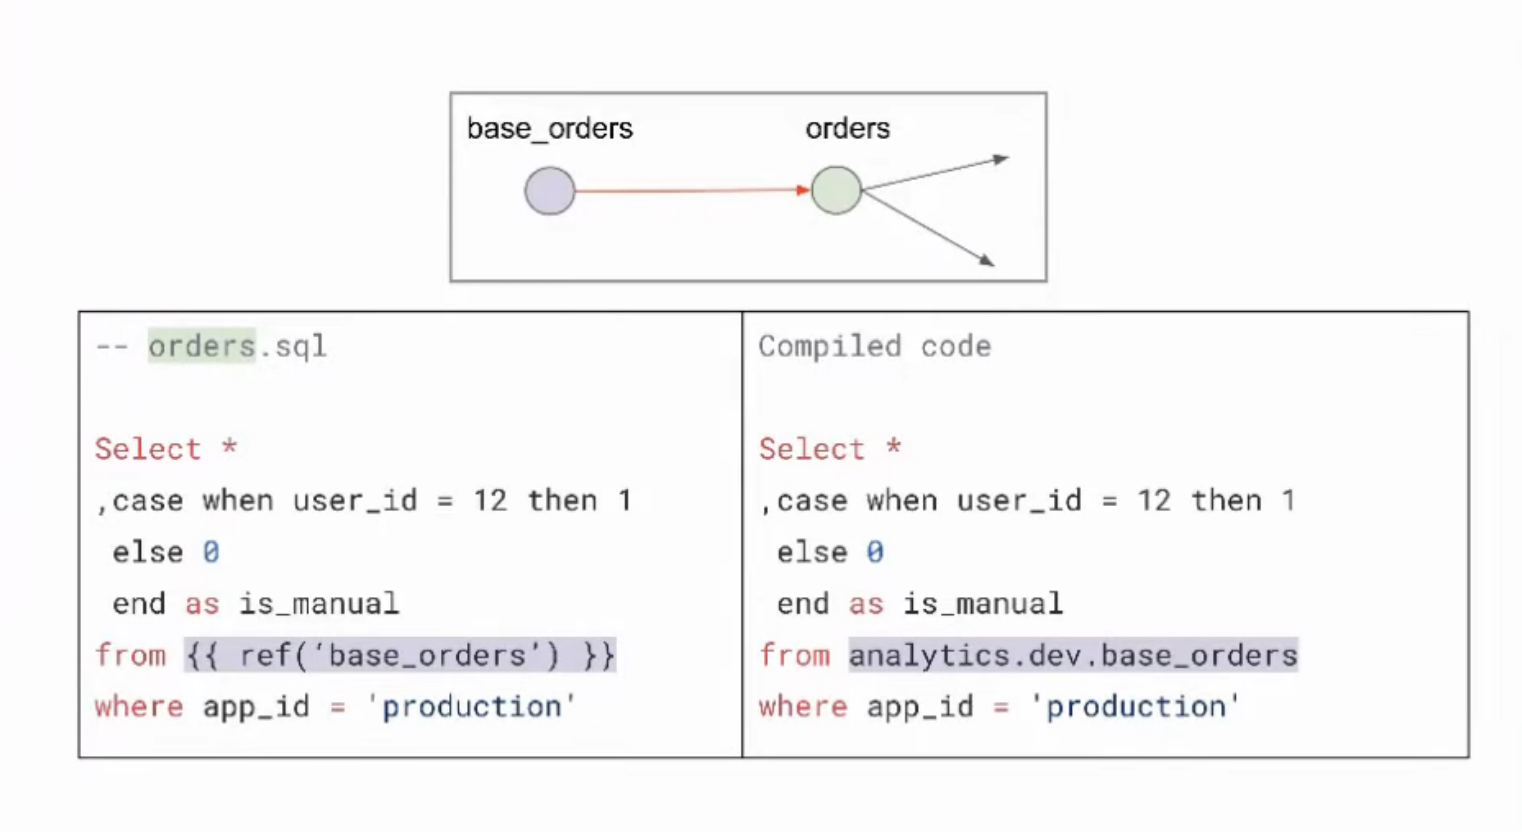 base_orders
orders
-- orders.sql
Select *
,case when user_id = 12 then 1
else 0
end as is_manual
from {{ ref('base_orders') }}
where app_id = 'production'
Compiled code
Select *
,case when user_id = 12 then 1
else 0
end as is_manual
from analytics.dev.base_orders
where app_id = 'production'